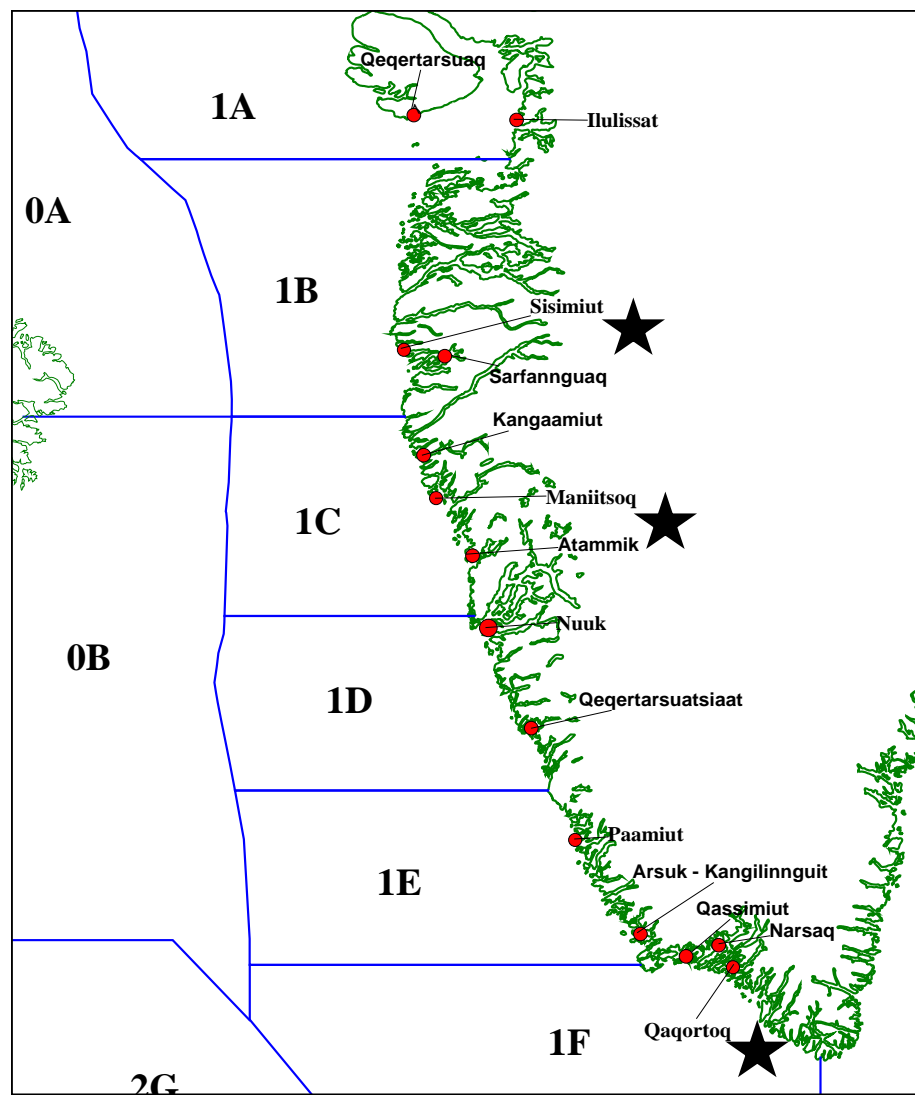 Qeqertarsuaq
1A
Ilulissat
0A
1B
Sisimiut
Sarfannguaq
Kangaamiut
Maniitsoq
1C
Atammik
Nuuk
0B
1D
Qeqertarsuatsiaat
Paamiut
Arsuk - Kangilinnguit
1E
Qassimiut
Narsaq
Qaqortoq
1F
2G